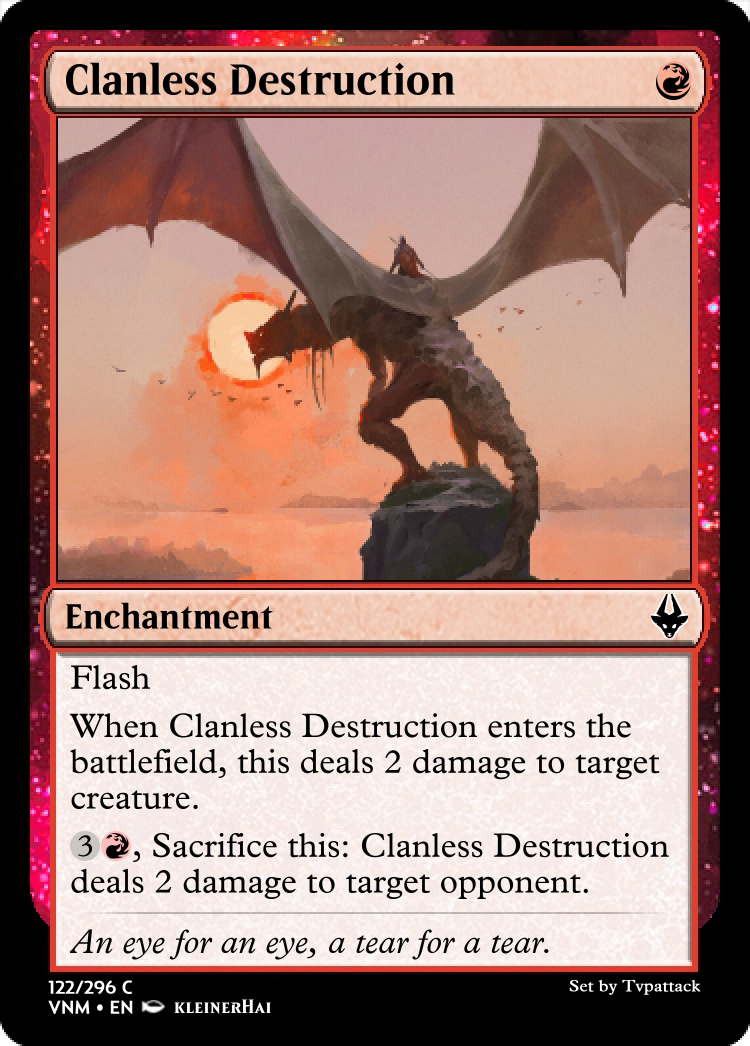 Clanless Destruction
Enchantment
Flash
When Clanless Destruction enters the
battlefield, this deals 2 damage to target
creature.
3, Sacrifice this: Clanless Destruction
deals 2 damage to target opponent.
An eye for an eye, a tear for a tear.
122/296 C
VNM • EN KLEINERHAI
Set by Tvpattack